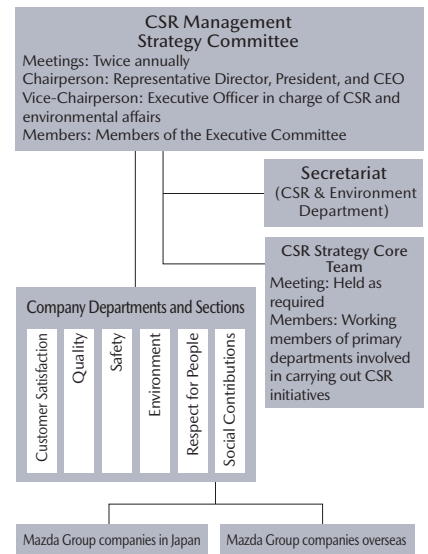 CSR Management
Strategy Committee
Meetings: Twice annually
Chairperson: Representative Director, President, and CEO
Vice-Chairperson: Executive Officer in charge of CSR and
environmental affairs
Members: Members of the Executive Committee
Secretariat
(CSR & Environment
Department)
CSR Strategy Core
Team
Meeting: Held as
required
Members: Working
members of primary
departments involved
in carrying out CSR
initiatives
Company Departments and Sections
Customer Satisfaction
Quality
Safety
Environment
Respect for People
Social Contributions
Mazda Group companies in Japan
Mazda Group companies overseas